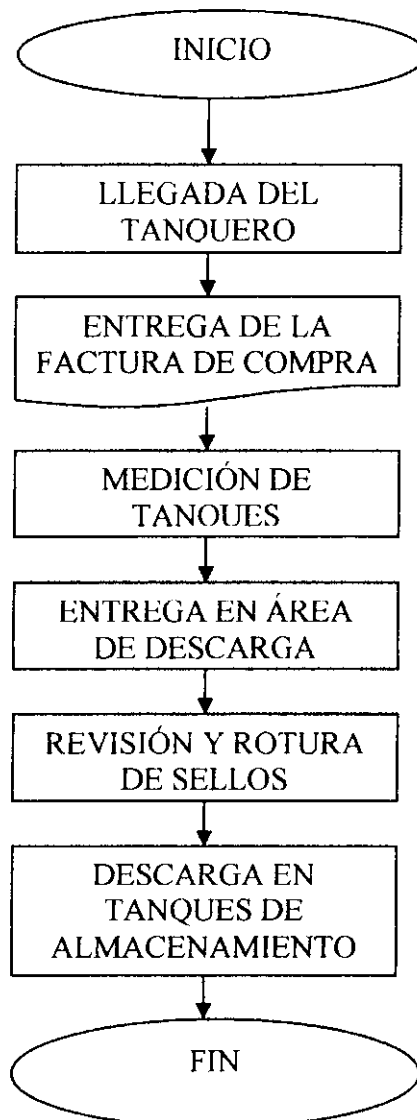 INICIO
LLEGADA DEL
TANQUERO
ENTREGA DE LA
FACTURA DE COMPRA
MEDICIÓN DE
TANQUES
ENTREGA EN ÁREA
DE DESCARGA
REVISIÓN Y ROTURA
DE SELLOS
DESCARGA EN
TANQUES DE
ALMACENAMIENTO
FIN